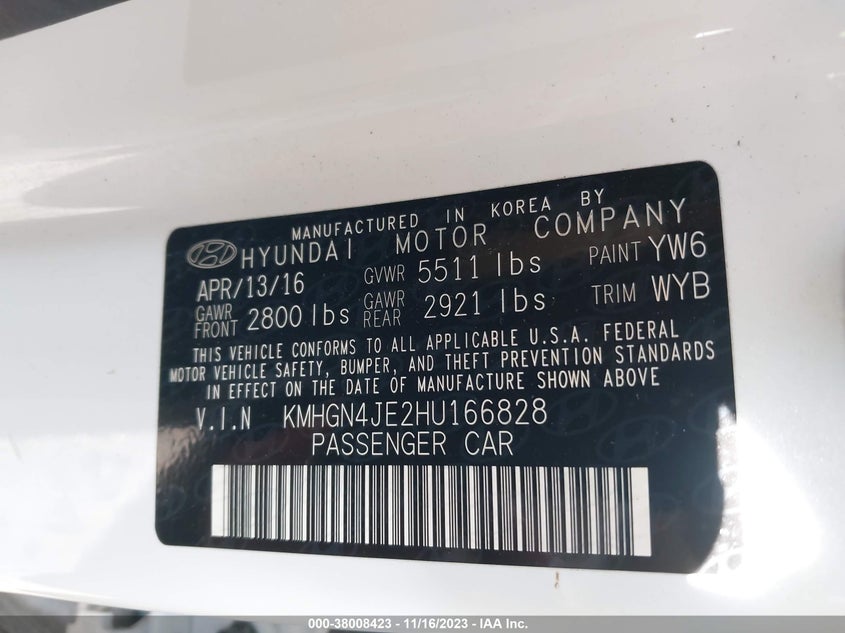 MANUFACTURED IN KOREA BY
HYUNDAI MOTOR COMPANY
APR/13/16 GVWR 5511 lbs PAINT YW6
GAWR FRONT 2800 lbs GAWR REAR 2921 lbs TRIM WYB
THIS VEHICLE CONFORMS TO ALL APPLICABLE U.S.A. FEDERAL
MOTOR VEHICLE SAFETY, BUMPER, AND THEFT PREVENTION STANDARDS
IN EFFECT ON THE DATE OF MANUFACTURE SHOWN ABOVE
V.I.N KMHGN4JE2HU166828
PASSENGER CAR
000-38008423 - 11/16/2023 - IAA Inc.